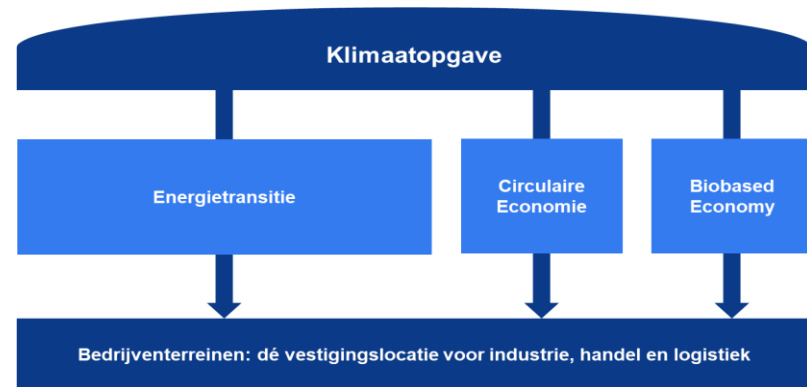 Klimaatopgave
Energietransitie
Circulaire
Economie
Biobased
Economy
Bedrijventerreinen: dé vestigingslocatie voor industrie, handel en logistiek